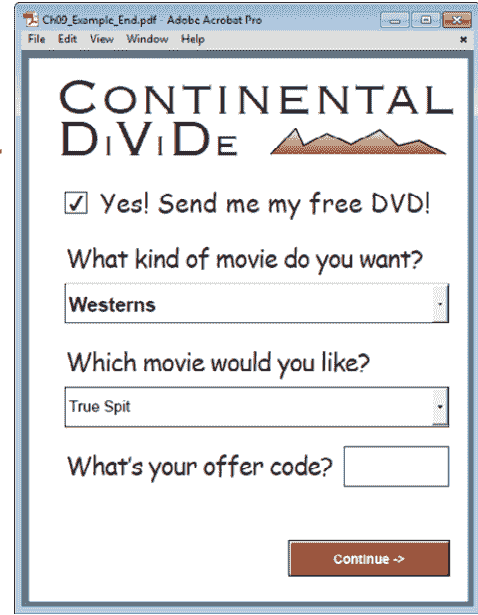 Ch09_Example_End.pdf - Adobe Acrobat Pro
File Edit View Window Help
CONTINENTAL
DiViDe
Yes! Send me my free DVD!
What kind of movie do you want?
Westerns
Which movie would you like?
True Spit
What's your offer code?
Continue ->